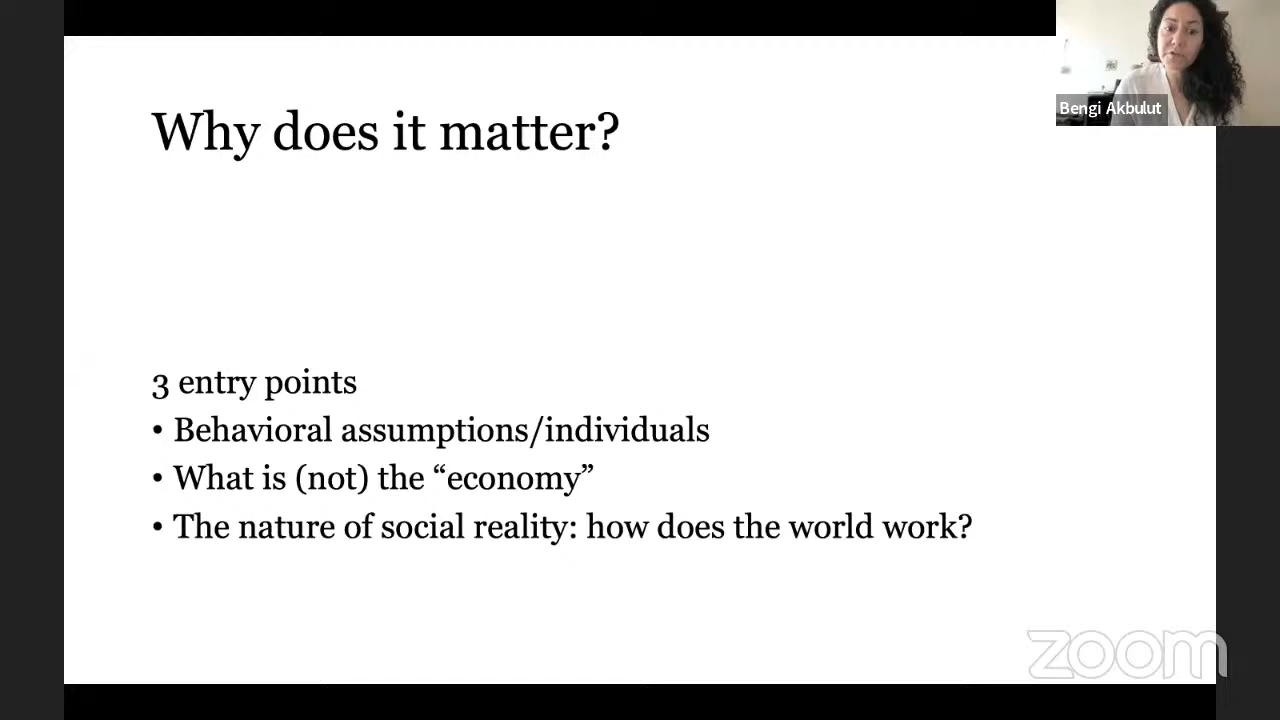 Bengi Akbulut
Why does it matter?
3 entry points
• Behavioral assumptions/individuals
• What is (not) the “economy”
• The nature of social reality: how does the world work?
zoom